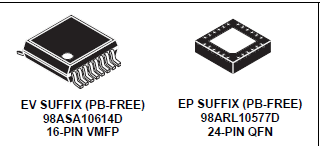 EV SUFFIX (PB-FREE)
98ASA10614D
16-PIN VMFP
EP SUFFIX (PB-FREE)
98ARL10577D
24-PIN QFN